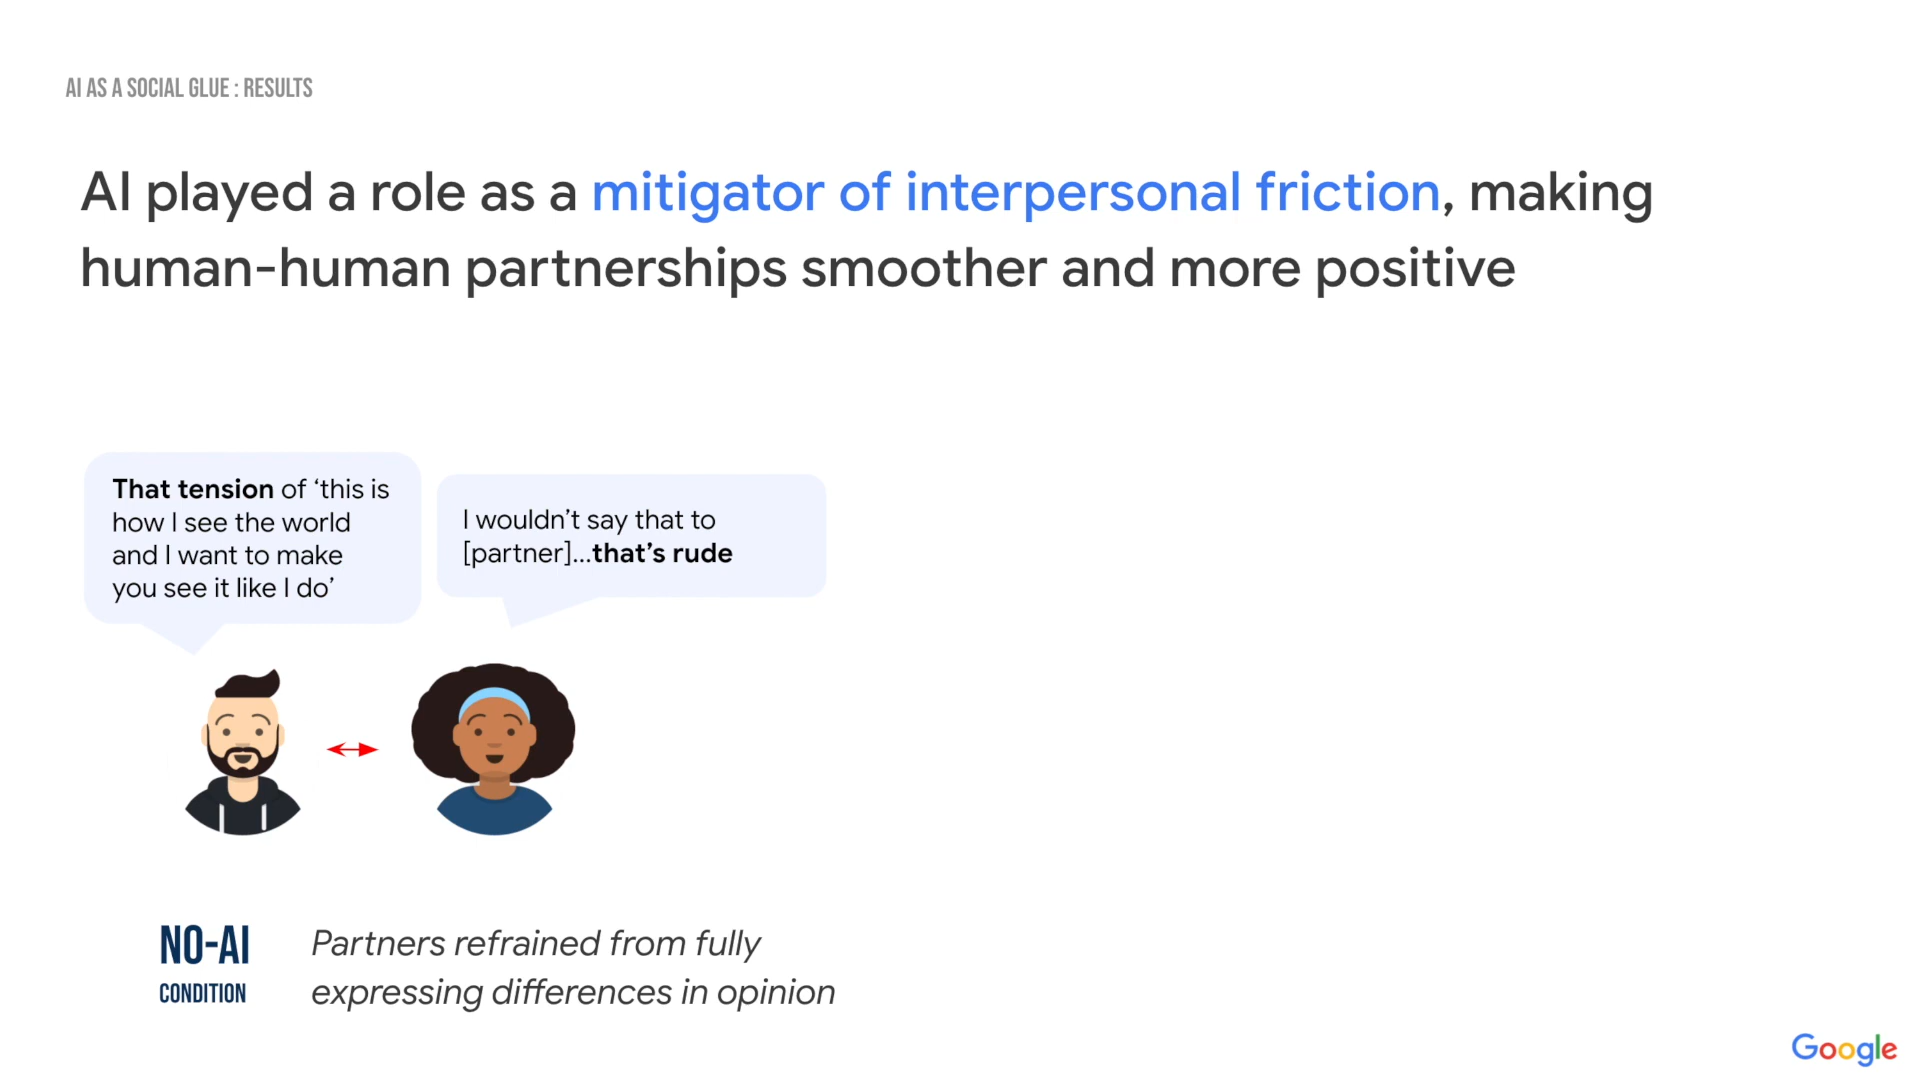 AI AS A SOCIAL GLUE : RESULTS
AI played a role as a mitigator of interpersonal friction, making
human-human partnerships smoother and more positive
That tension of ‘this is
how I see the world
and I want to make
you see it like I do’
I wouldn’t say that to
[partner]...that’s rude
NO-AI
CONDITION
Partners refrained from fully
expressing differences in opinion
Google